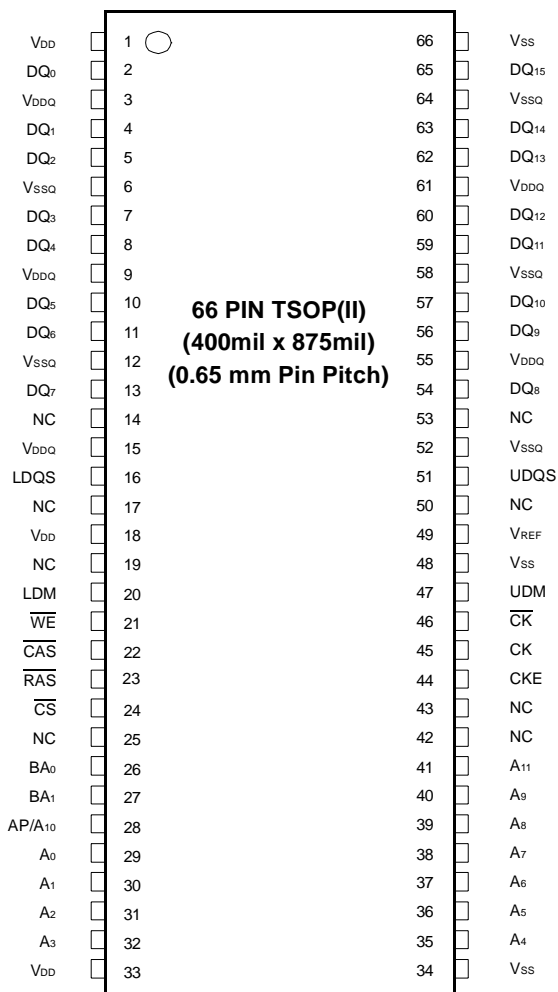 VDD 1 66 VSS
DQ0 2 65 DQ15
VDDQ 3 64 VSSQ
DQ1 4 63 DQ14
DQ2 5 62 DQ13
VSSQ 6 61 VDDQ
DQ3 7 60 DQ12
DQ4 8 59 DQ11
VDDQ 9 58 VSSQ
DQ5 10 57 DQ10
66 PIN TSOP(II)
DQ6 11 56 DQ9
(400mil x 875mil)
VSSQ 12 55 VDDQ
(0.65 mm Pin Pitch)
DQ7 13 54 DQ8
NC 14 53 NC
VDDQ 15 52 VSSQ
LDQS 16 51 UDQS
NC 17 50 NC
VDD 18 49 VREF
NC 19 48 VSS
LDM 20 47 UDM
W̅E̅ 21 46 C̅K̅
C̅A̅S̅ 22 45 CK
R̅A̅S̅ 23 44 CKE
C̅S̅ 24 43 NC
NC 25 42 NC
BA0 26 41 A11
BA1 27 40 A9
AP/A10 28 39 A8
A0 29 38 A7
A1 30 37 A6
A2 31 36 A5
A3 32 35 A4
VDD 33 34 VSS